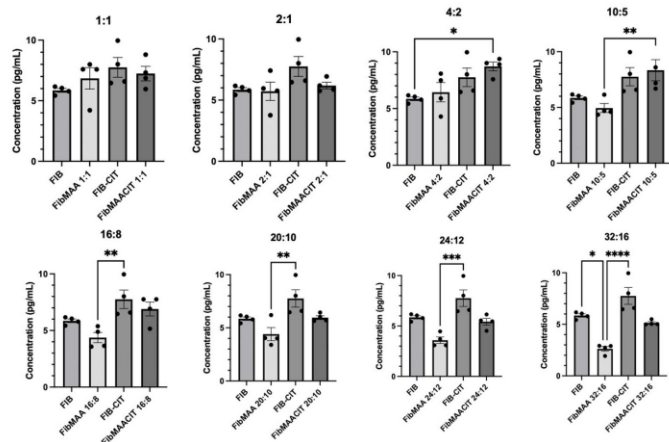 1:1
Concentration (pg/mL)
10
5
0
FIB
FibMAA 1:1
FIB-CIT
FibMAACIT 1:1
2:1
Concentration (pg/mL)
10
5
0
FIB
FibMAA 2:1
FIB-CIT
FibMAACIT 2:1
4:2
*
Concentration (pg/mL)
10
5
0
FIB
FibMAA 4:2
FIB-CIT
FibMAACIT 4:2
10:5
**
Concentration (pg/mL)
10
5
0
FIB
FibMAA 10:5
FIB-CIT
FibMAACIT 10:5
16:8
**
Concentration (pg/mL)
10
5
0
FIB
FibMAA 16:8
FIB-CIT
FibMAACIT 16:8
20:10
**
Concentration (pg/mL)
10
5
0
FIB
FibMAA 20:10
FIB-CIT
FibMAACIT 20:10
24:12
***
Concentration (pg/mL)
10
5
0
FIB
FibMAA 24:12
FIB-CIT
FibMAACIT 24:12
32:16
* ****
Concentration (pg/mL)
10
5
0
FIB
FibMAA 32:16
FIB-CIT
FibMAACIT 32:16